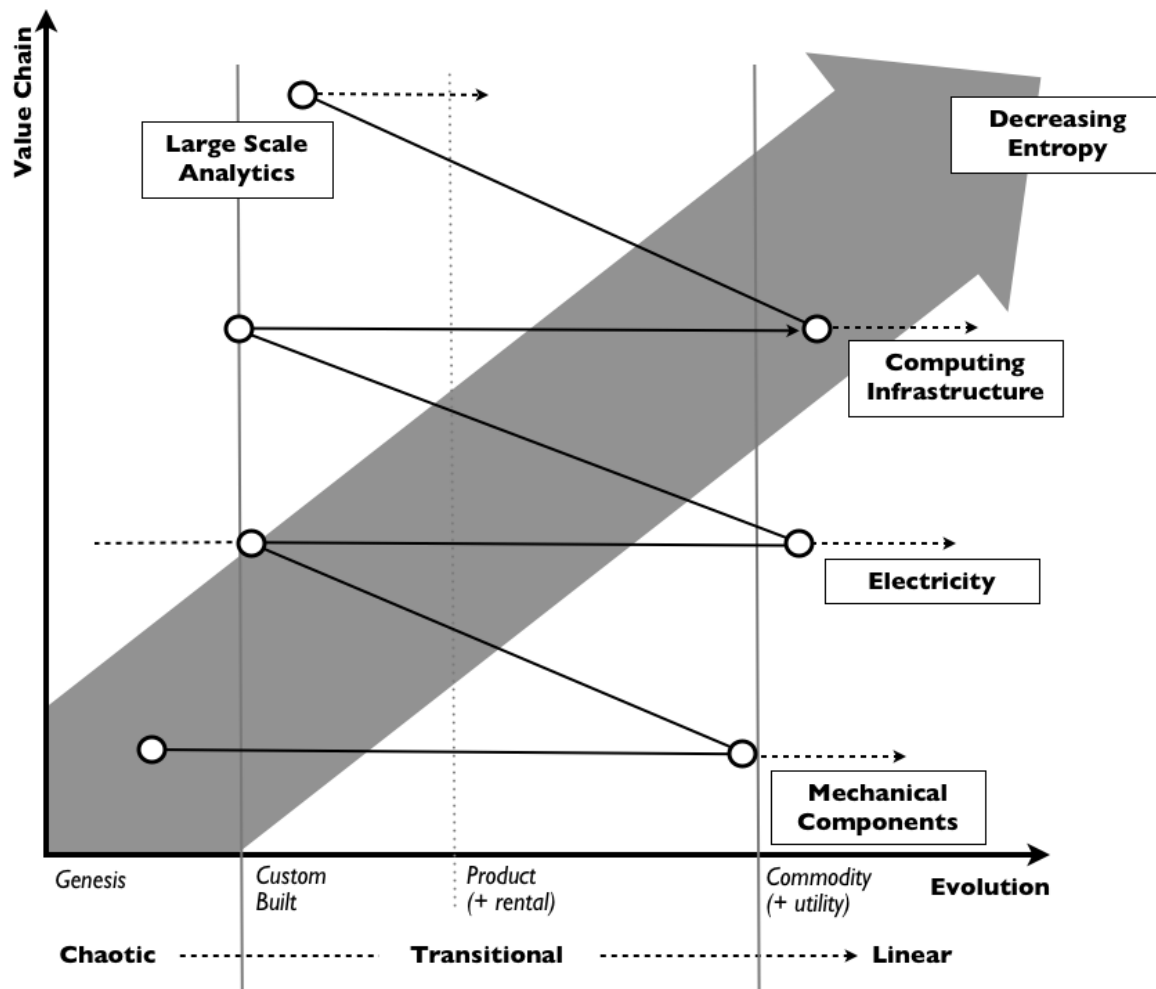 Value Chain
Large Scale
Analytics
Decreasing
Entropy
Computing
Infrastructure
Electricity
Mechanical
Components
Genesis
Custom
Built
Product
(+ rental)
Commodity
(+ utility)
Evolution
Chaotic
Transitional
Linear